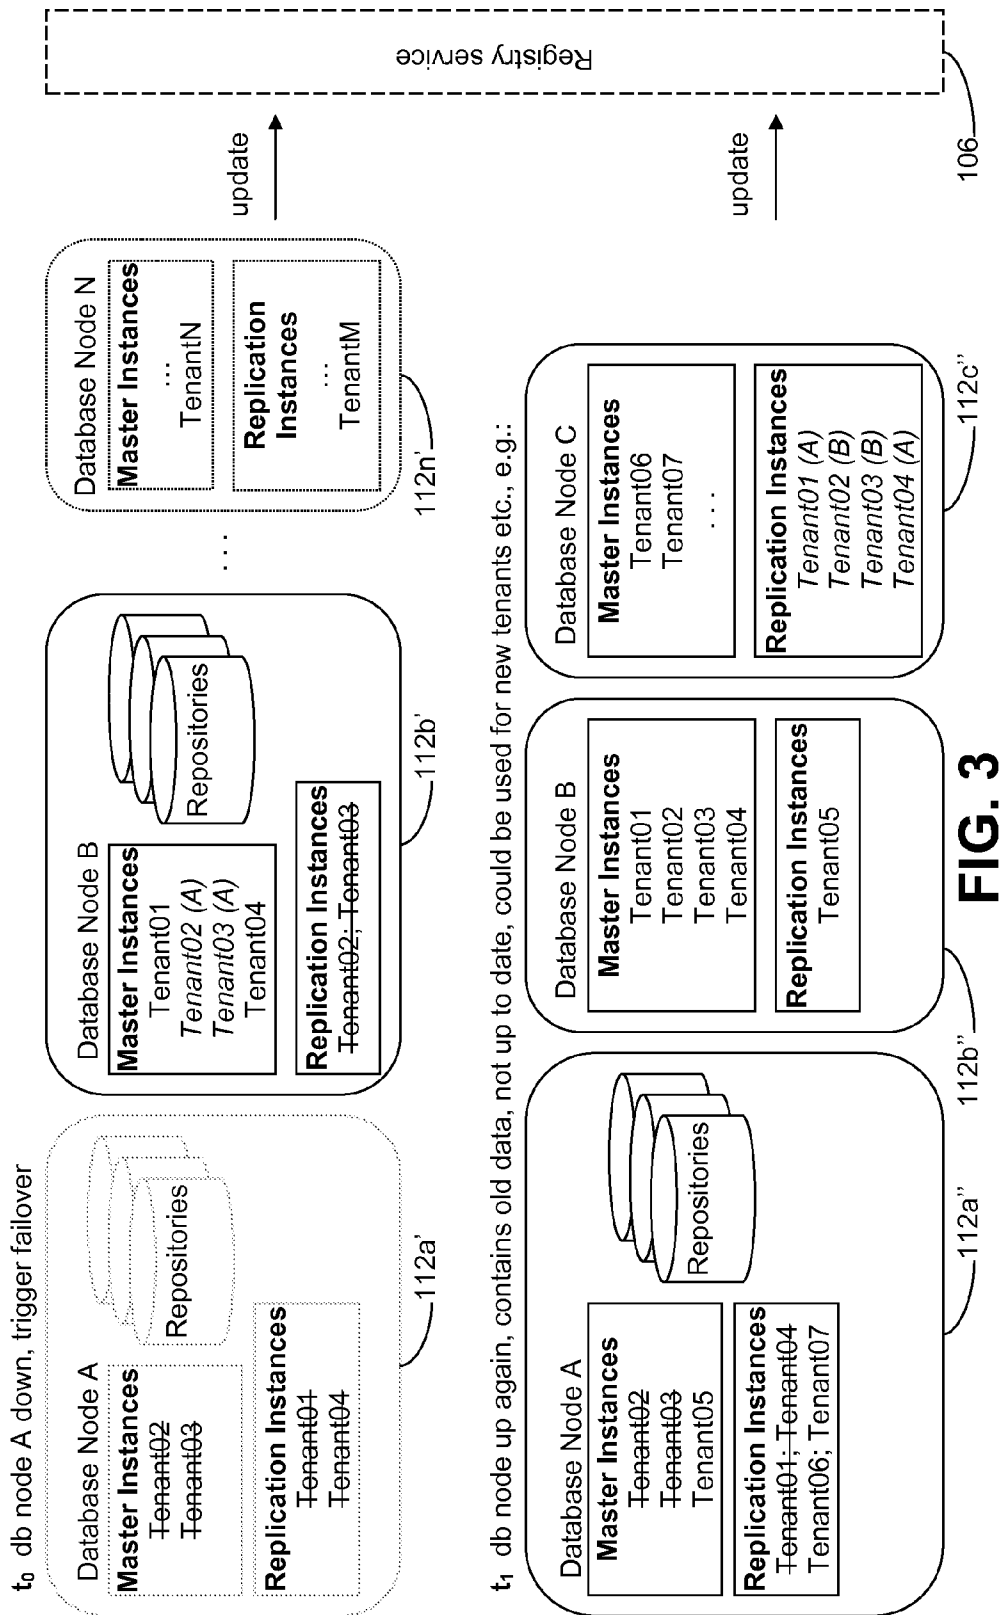 t0 db node A down, trigger failover
Database Node A
Master Instances
Tenant02
Tenant03
Replication Instances
Tenant01
Tenant04
Repositories
112a'
Database Node B
Master Instances
Tenant01
Tenant02 (A)
Tenant03 (A)
Tenant04
Replication Instances
Tenant02; Tenant03
Repositories
112b'
...
Database Node N
Master Instances
...
TenantN
Replication
Instances
...
TenantM
112n'
update
Registry service
t1 db node up again, contains old data, not up to date, could be used for new tenants etc., e.g.:
Database Node A
Master Instances
Tenant02
Tenant03
Tenant05
Replication Instances
Tenant01; Tenant04
Tenant06; Tenant07
Repositories
112a”
Database Node B
Master Instances
Tenant01
Tenant02
Tenant03
Tenant04
Replication Instances
Tenant05
112b”
Database Node C
Master Instances
Tenant06
Tenant07
...
Replication Instances
Tenant01 (A)
Tenant02 (B)
Tenant03 (B)
Tenant04 (A)
112c”
update
106
FIG. 3